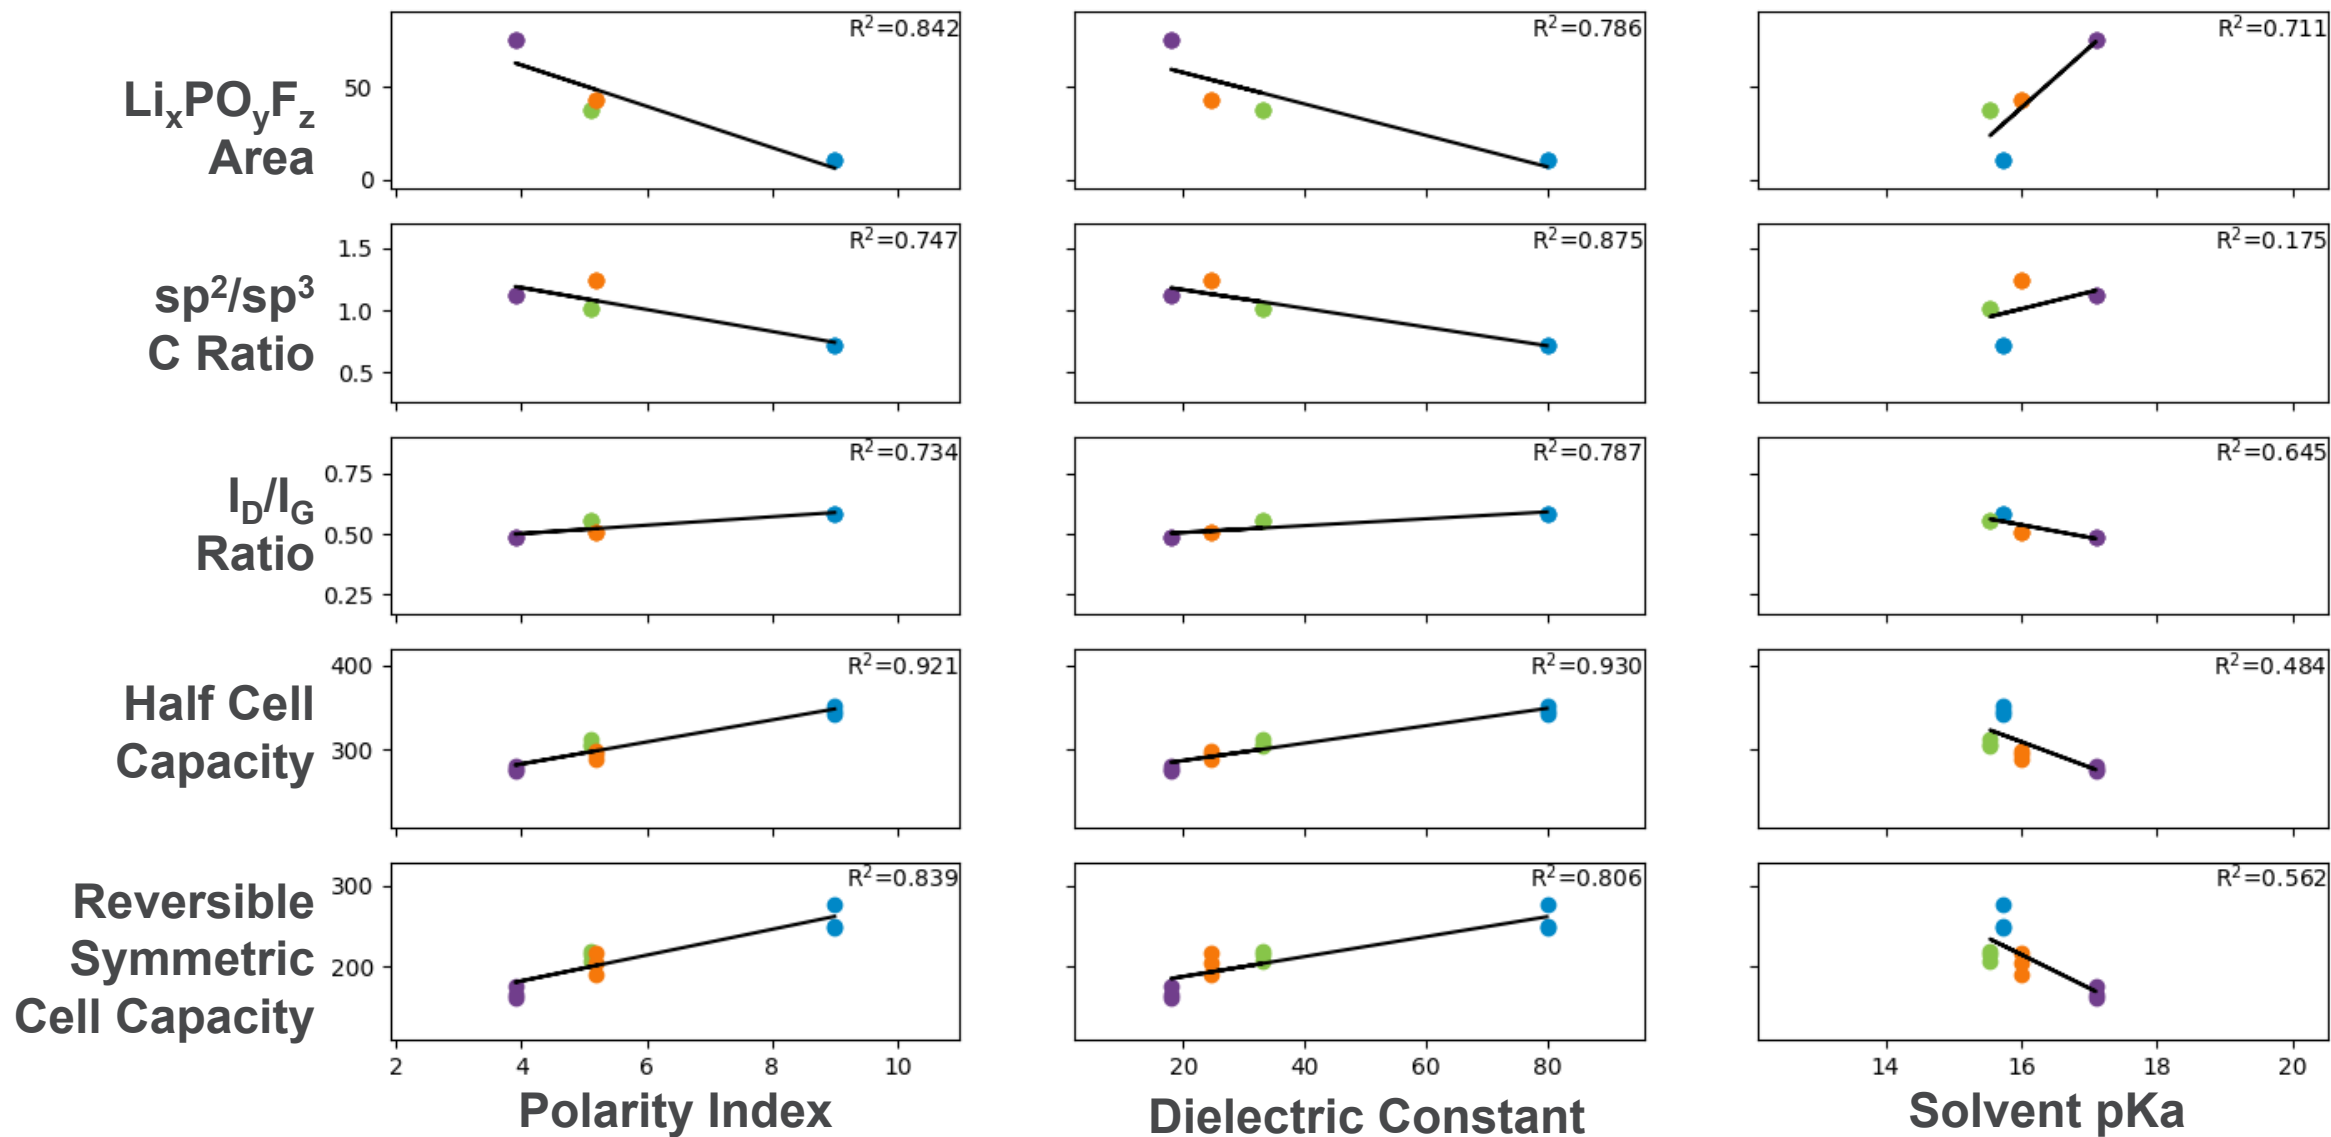 LiₓPOᵧF_z
Area
50
0
R²=0.842
R²=0.786
R²=0.711
sp²/sp³
C Ratio
1.5
1.0
0.5
R²=0.747
R²=0.875
R²=0.175
I_D/I_G
Ratio
0.75
0.50
0.25
R²=0.734
R²=0.787
R²=0.645
Half Cell
Capacity
400
300
R²=0.921
R²=0.930
R²=0.484
Reversible
Symmetric
Cell Capacity
300
200
R²=0.839
R²=0.806
R²=0.562
2 4 6 8 10
20 40 60 80
14 16 18 20
Polarity Index
Dielectric Constant
Solvent pKa